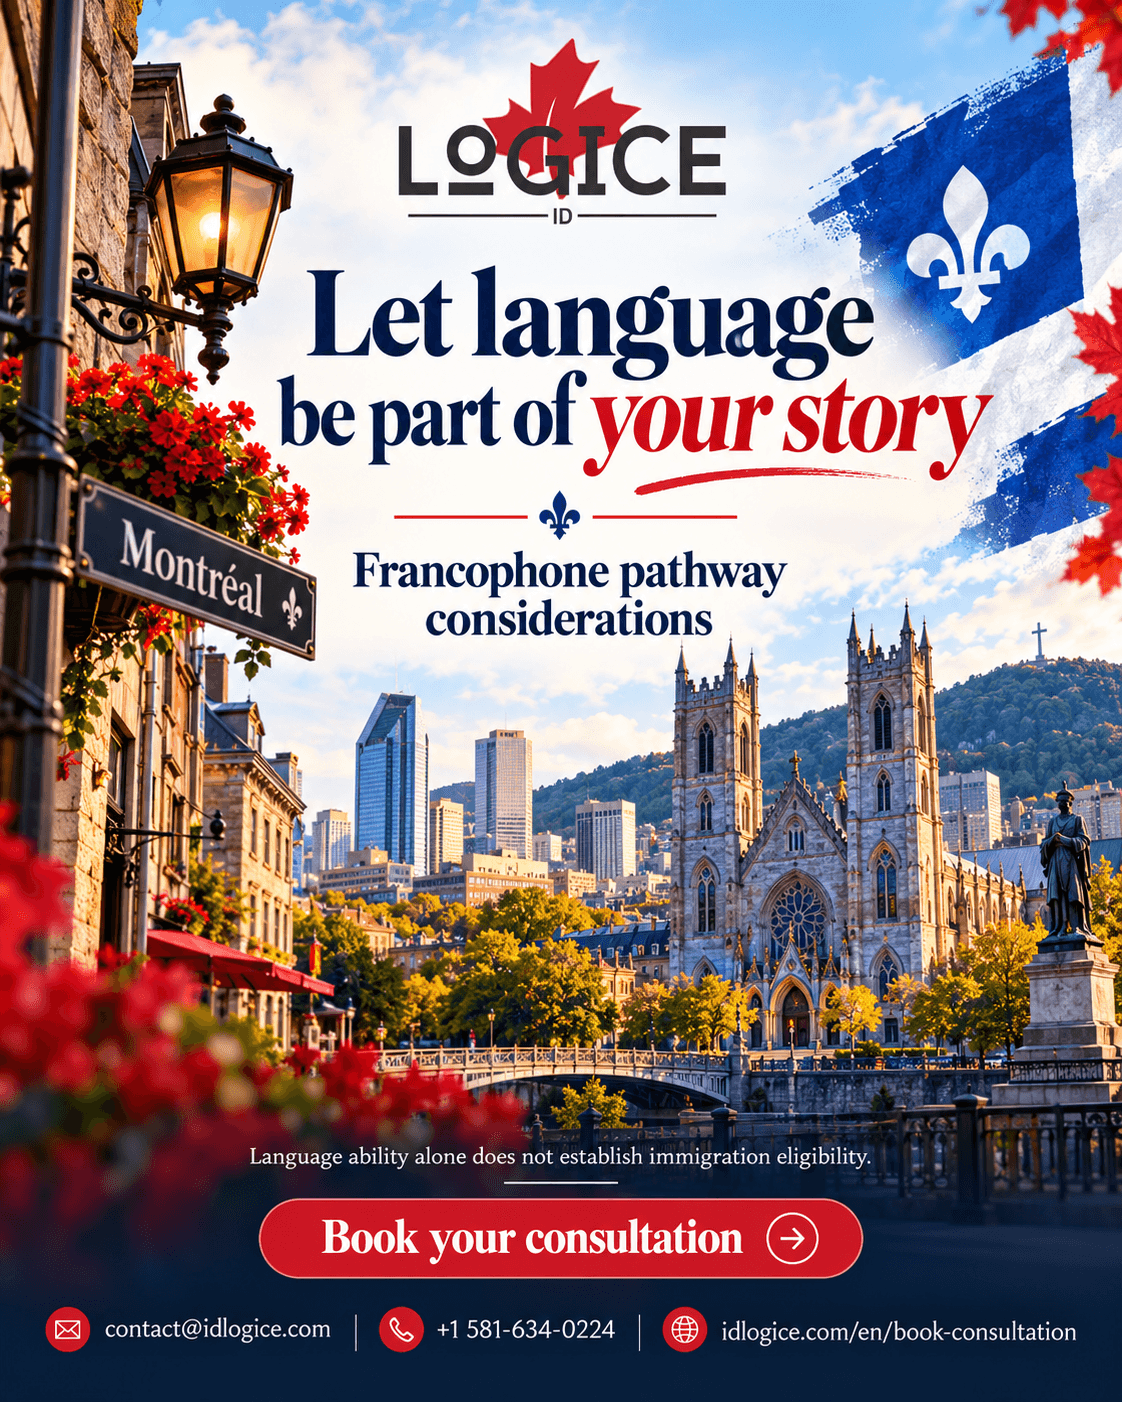 LOGICE
ID
Let language
be part of your story
Montréal
Francophone pathway
considerations
Language ability alone does not establish immigration eligibility.
Book your consultation
contact@idlogice.com
+1 581-634-0224
idlogice.com/en/book-consultation